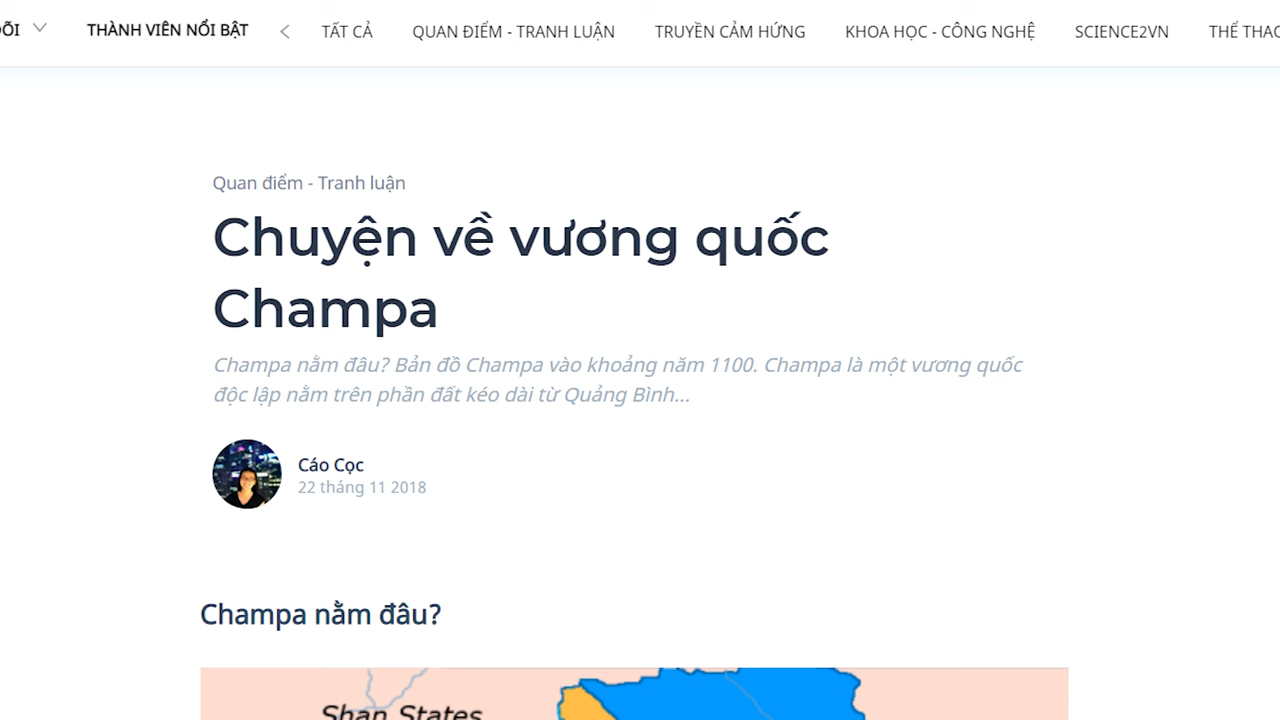 ÕI THÀNH VIÊN NỔI BẬT TẤT CẢ QUAN ĐIỂM - TRANH LUẬN TRUYỀN CẢM HỨNG KHOA HỌC - CÔNG NGHỆ SCIENCE2VN THỂ THAO
Quan điểm - Tranh luận
Chuyện về vương quốc
Champa
Champa nằm đâu? Bản đồ Champa vào khoảng năm 1100. Champa là một vương quốc
độc lập nằm trên phần đất kéo dài từ Quảng Bình...
Cáo Cọc
22 tháng 11 2018
Champa nằm đâu?
Shan States